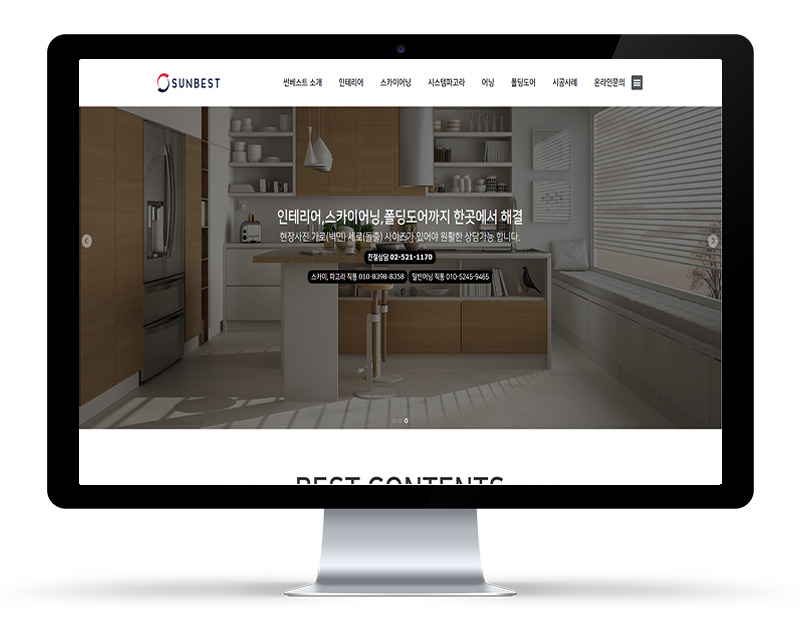 SUNBEST
썬베스트 소개 인테리어 스카이어닝 시스템파고라 어닝 폴딩도어 시공사례 온라인문의
인테리어,스카이어닝,폴딩도어까지 한곳에서 해결
현장사진 가로(벽면) 세로(돌출) 사이즈가 있어야 원활한 상담가능 합니다.
친절상담 02-521-1170
스카이, 파고라 직통 010-8398-8358 일반어닝 직통 010-5245-9465
BEST CONTENTS